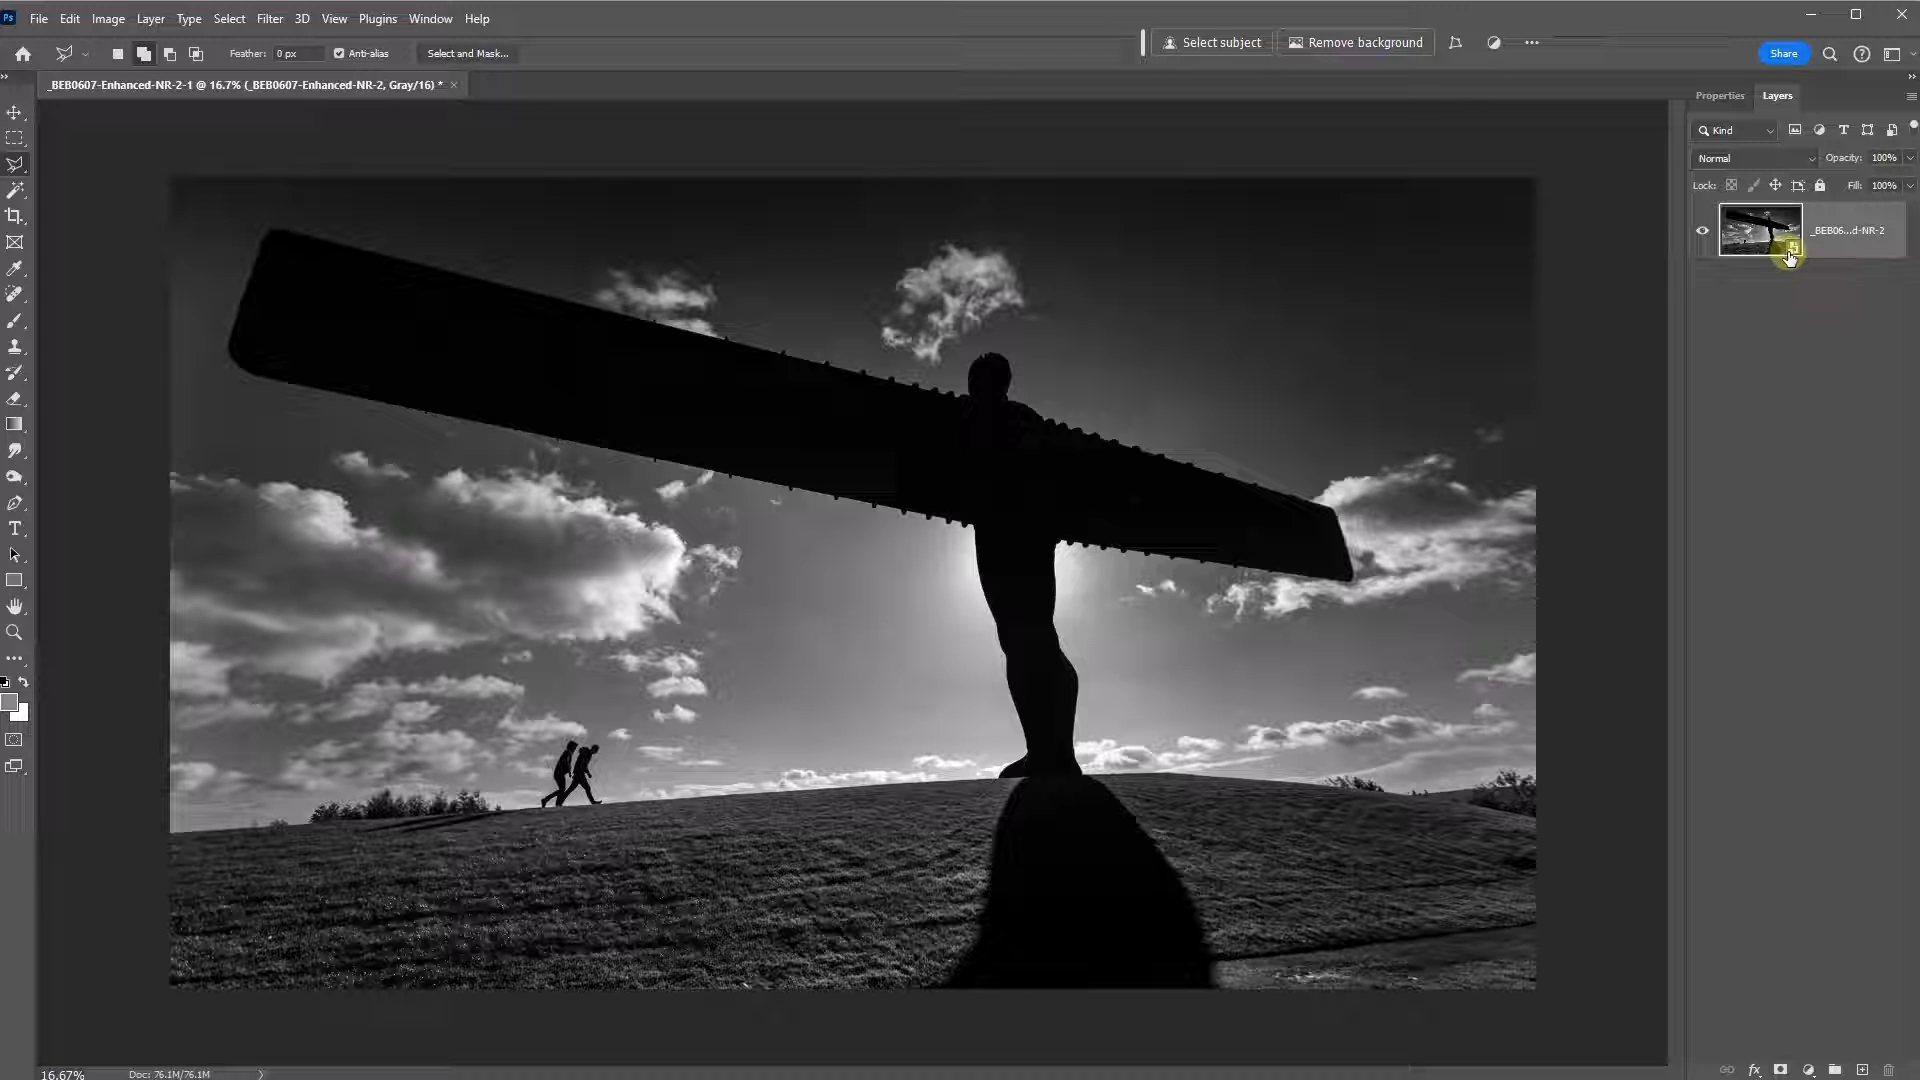 Ps File Edit Image Layer Type Select Filter 3D View Plugins Window Help
Feather: 0 px Anti-alias Select and Mask... Select subject Remove background Share
_BEB0607-Enhanced-NR-2-1 @ 16.7% (_BEB0607-Enhanced-NR-2, Gray/16) *
Properties Layers
Kind
Normal Opacity: 100%
Lock: Fill: 100%
_BEB06...d-NR-2
16.67% Doc: 76.1M/76.1M